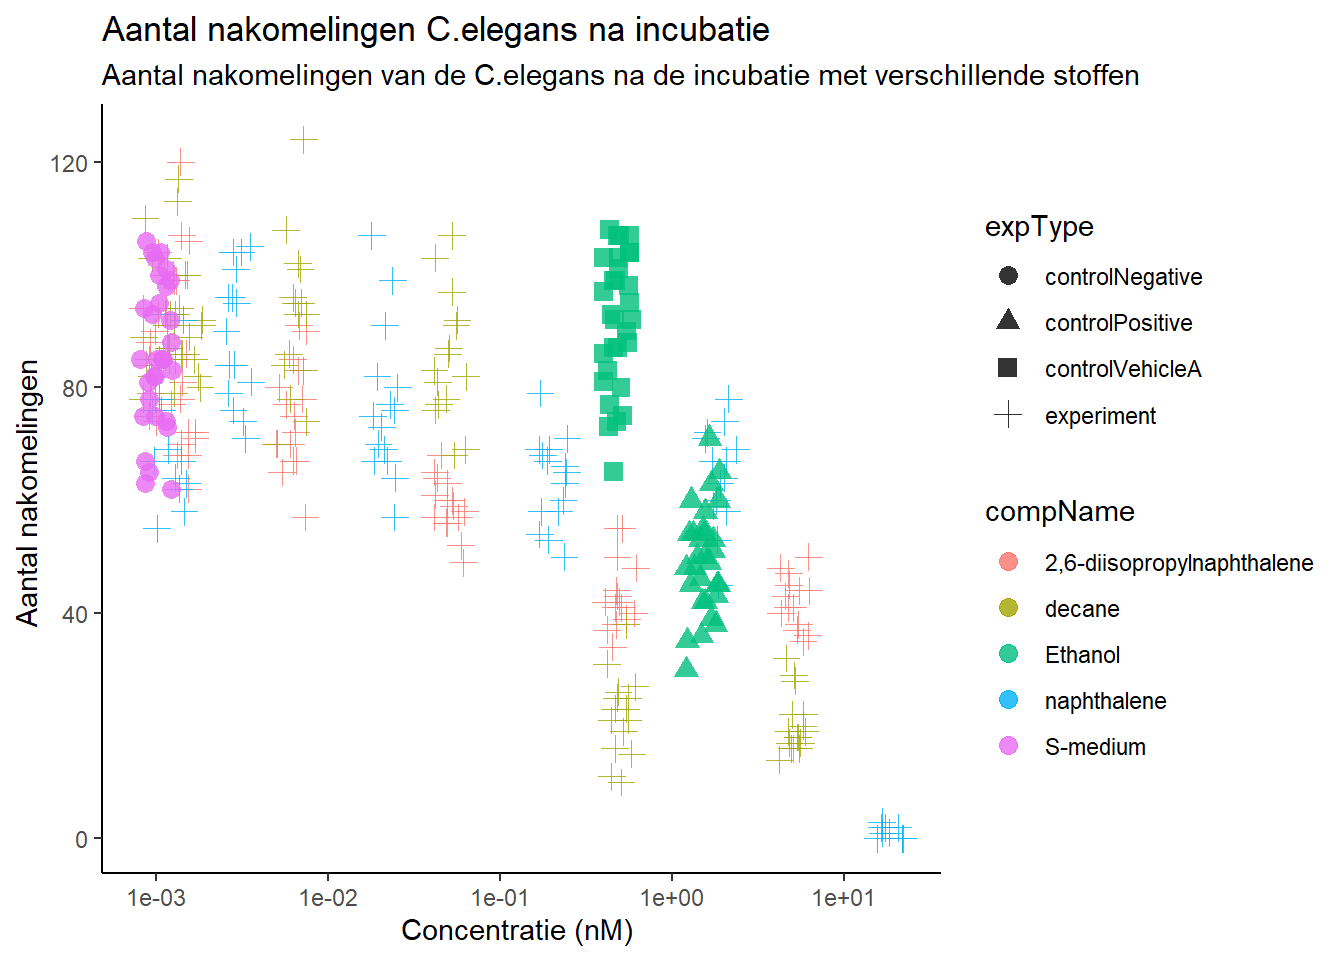 Aantal nakomelingen C.elegans na incubatie
Aantal nakomelingen van de C.elegans na de incubatie met verschillende stoffen
Aantal nakomelingen
120
80
40
0
1e-03 1e-02 1e-01 1e+00 1e+01
Concentratie (nM)
expType
controlNegative
controlPositive
controlVehicleA
experiment
compName
2,6-diisopropylnaphthalene
decane
Ethanol
naphthalene
S-medium